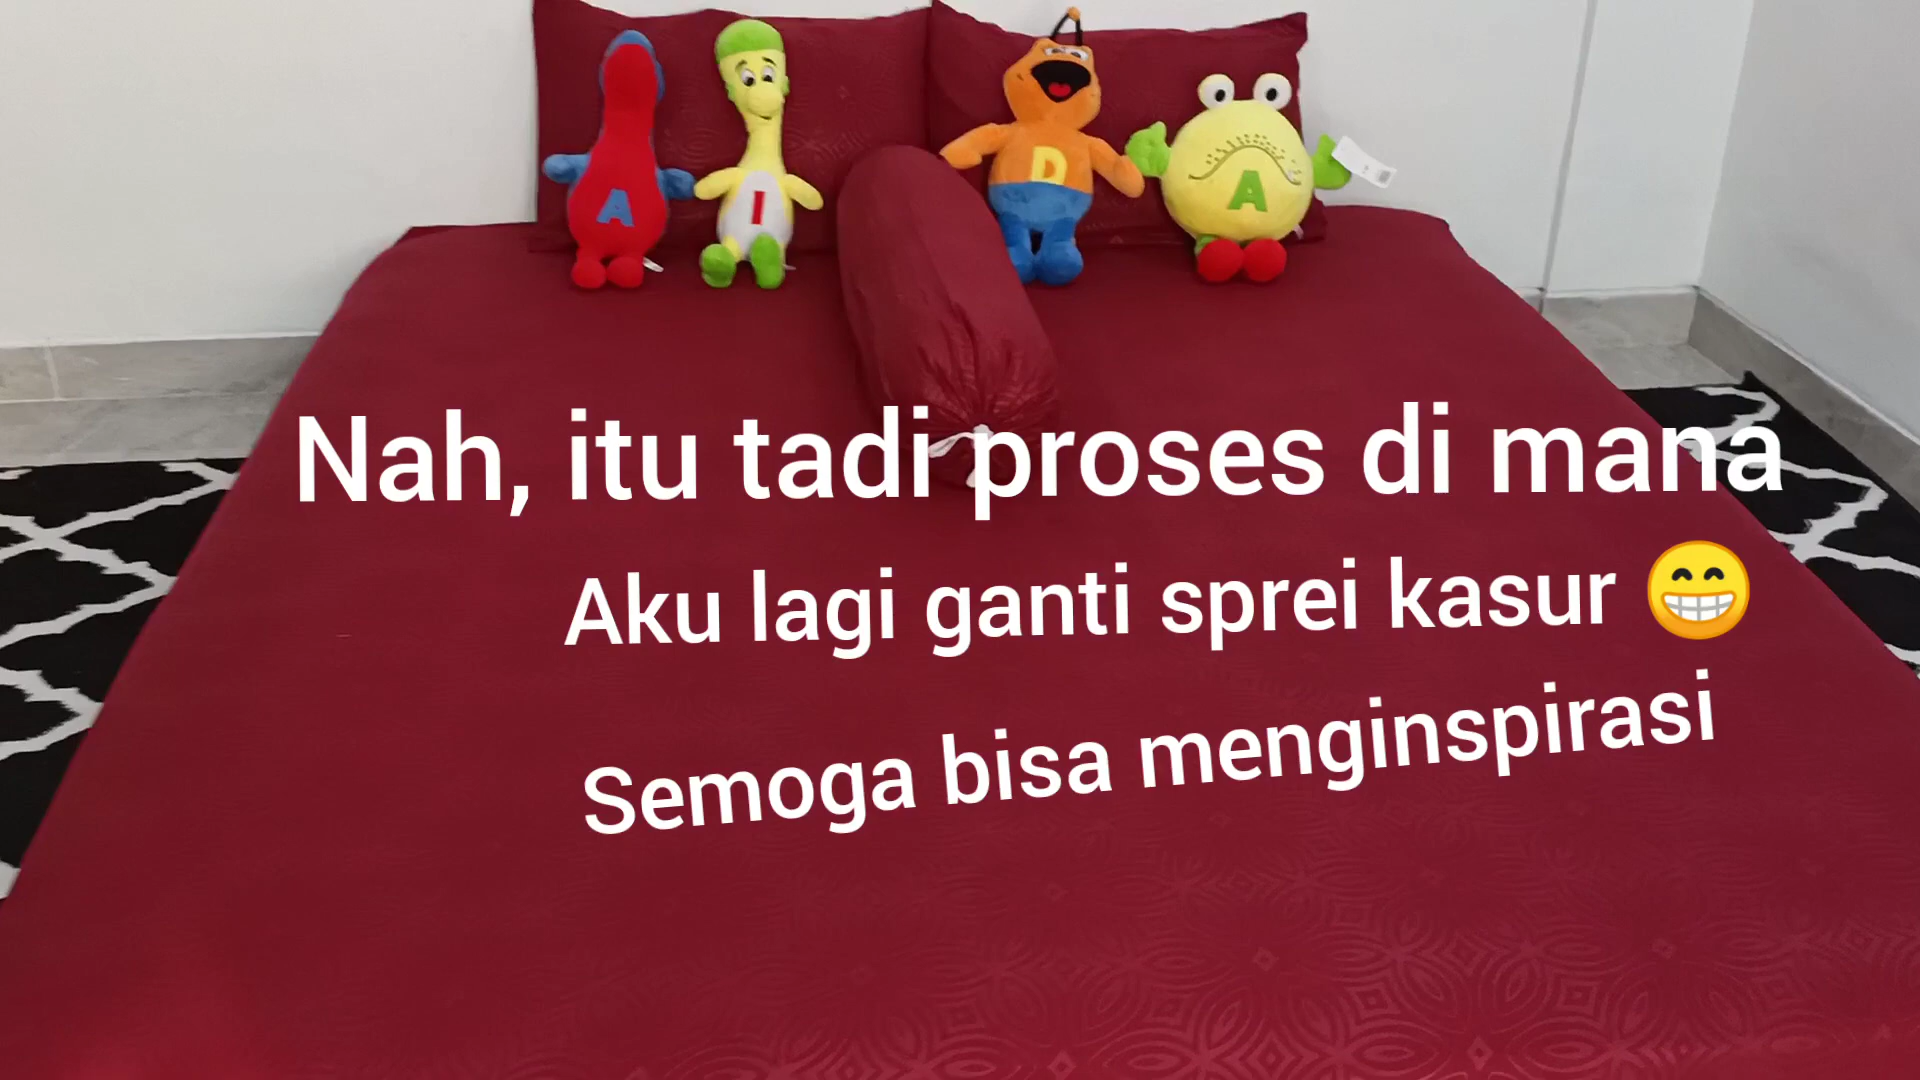 A I D A
Nah, itu tadi proses di mana
Aku lagi ganti sprei kasur 😁
Semoga bisa menginspirasi